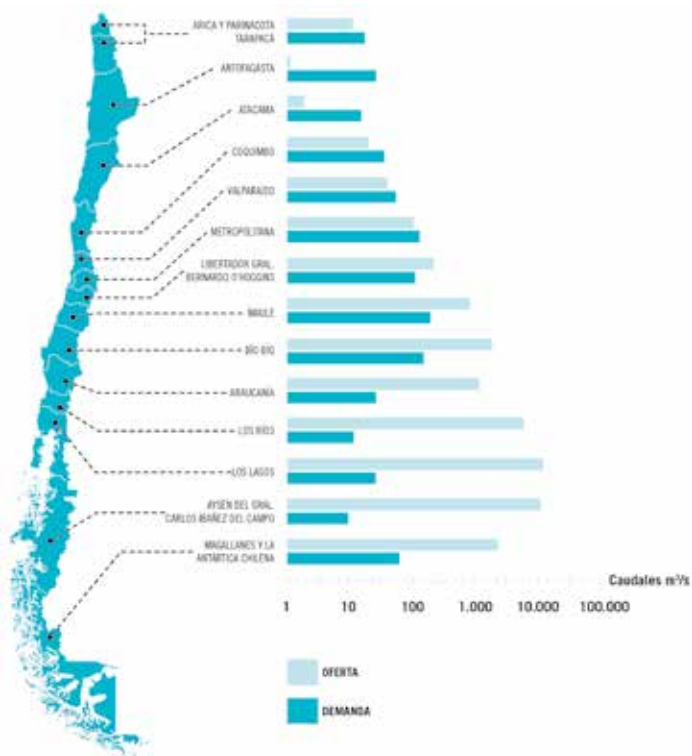 ARICA Y PARINACOTA
TARAPACÁ
ANTOFAGASTA
ATACAMA
COQUIMBO
VALPARAÍSO
METROPOLITANA
LIBERTADOR GRAL.
BERNARDO O'HOGGINS
MAULE
BÍO BÍO
ARAUCANÍA
LOS RÍOS
LOS LAGOS
AYSÉN DEL GRAL.
CARLOS IBAÑEZ DEL CAMPO
MAGALLANES Y LA
ANTÁRTICA CHILENA
Caudales m³/s
1 10 100 1.000 10.000 100.000
OFERTA
DEMANDA